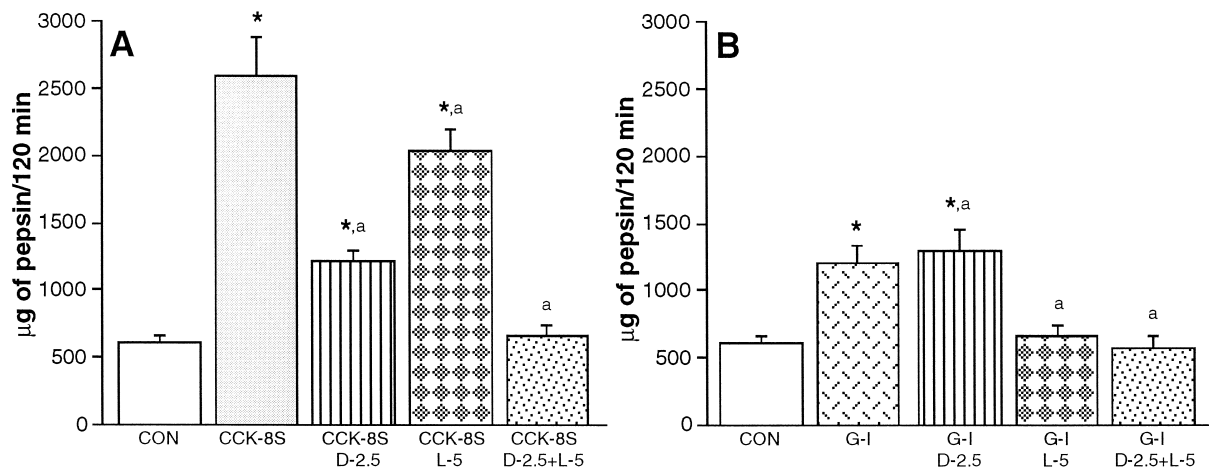 A
μg of pepsin/120 min
3000
2500
2000
1500
1000
500
0
*
*,a
*,a
a
CON CCK-8S CCK-8S CCK-8S CCK-8S
D-2.5 L-5 D-2.5+L-5
B
μg of pepsin/120 min
3000
2500
2000
1500
1000
500
0
*
*,a
a
a
CON G-I G-I G-I G-I
D-2.5 L-5 D-2.5+L-5